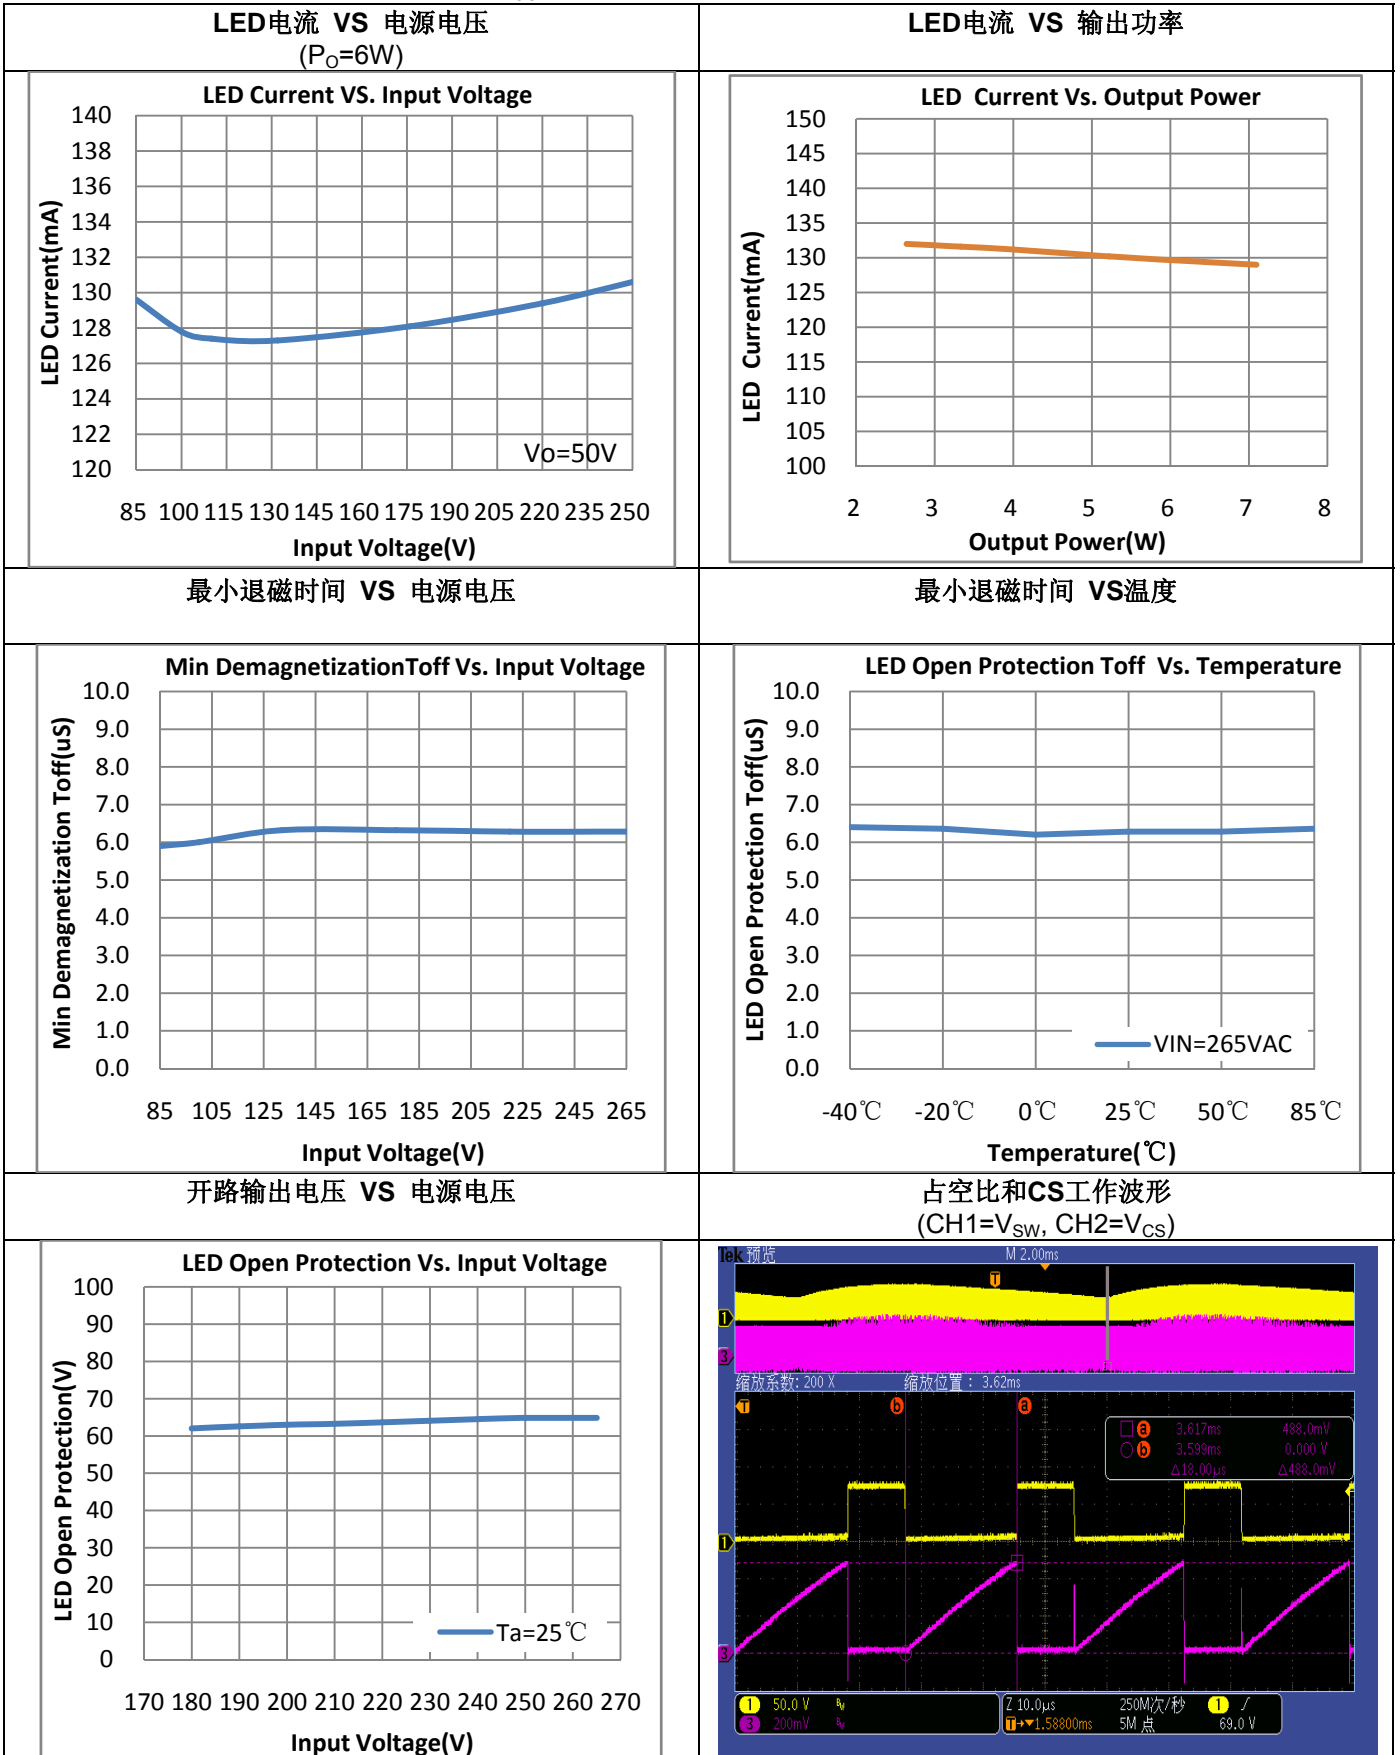 LED电流 VS 电源电压
(PO=6W)
LED电流 VS 输出功率
LED Current VS. Input Voltage
140
138
136
134
132
130
128
126
124
122
120
LED Current(mA)
Vo=50V
85 100 115 130 145 160 175 190 205 220 235 250
Input Voltage(V)
LED Current Vs. Output Power
150
145
140
135
130
125
120
115
110
105
100
LED Current(mA)
2 3 4 5 6 7 8
Output Power(W)
最小退磁时间 VS 电源电压
最小退磁时间 VS温度
Min DemagnetizationToff Vs. Input Voltage
10.0
9.0
8.0
7.0
6.0
5.0
4.0
3.0
2.0
1.0
0.0
Min Demagnetization Toff(uS)
85 105 125 145 165 185 205 225 245 265
Input Voltage(V)
LED Open Protection Toff Vs. Temperature
10.0
9.0
8.0
7.0
6.0
5.0
4.0
3.0
2.0
1.0
0.0
LED Open Protection Toff(uS)
VIN=265VAC
-40℃ -20℃ 0℃ 25℃ 50℃ 85℃
Temperature(℃)
开路输出电压 VS 电源电压
占空比和CS工作波形
(CH1=VSW, CH2=VCS)
LED Open Protection Vs. Input Voltage
100
90
80
70
60
50
40
30
20
10
0
LED Open Protection(V)
Ta=25℃
170 180 190 200 210 220 230 240 250 260 270
Input Voltage(V)
Tek 预览
M 2.00ms
T
1
3
缩放系数: 200 X
缩放位置： 3.62ms
T
b
a
a 3.617ms 488.0mV
b 3.599ms 0.000 V
△18.00µs △488.0mV
1
3
1 50.0 V BW
3 200mV BW
Z 10.0µs
T→▼1.58800ms
250M次/秒
5M 点
1
69.0 V